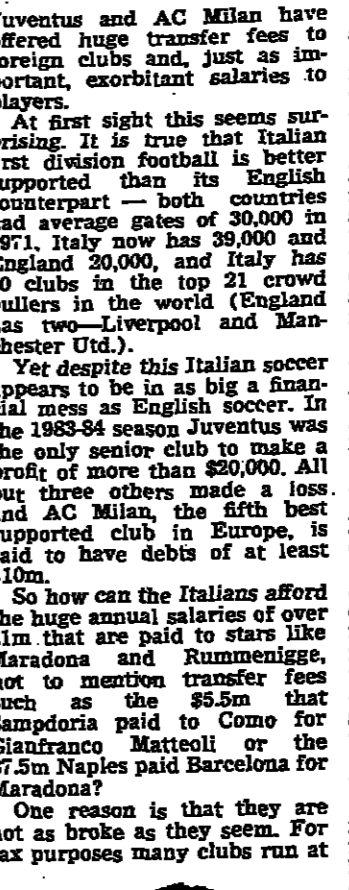 Juventus and AC Milan have
offered huge transfer fees to
foreign clubs and, just as im-
portant, exorbitant salaries to
players.
At first sight this seems sur-
prising. It is true that Italian
first division football is better
supported than its English
counterpart — both countries
had average gates of 30,000 in
1971, Italy now has 39,000 and
England 20,000, and Italy has
0 clubs in the top 21 crowd
pullers in the world (England
has two—Liverpool and Man-
chester Utd.).
Yet despite this Italian soccer
appears to be in as big a finan-
cial mess as English soccer. In
the 1983-84 season Juventus was
the only senior club to make a
profit of more than $20,000. All
but three others made a loss.
and AC Milan, the fifth best
supported club in Europe, is
said to have debts of at least
10m.
So how can the Italians afford
the huge annual salaries of over
1m that are paid to stars like
Maradona and Rummenigge,
not to mention transfer fees
such as the $5.5m that
Sampdoria paid to Como for
Gianfranco Matteoli or the
$7.5m Naples paid Barcelona for
Maradona?
One reason is that they are
not as broke as they seem. For
tax purposes many clubs run at